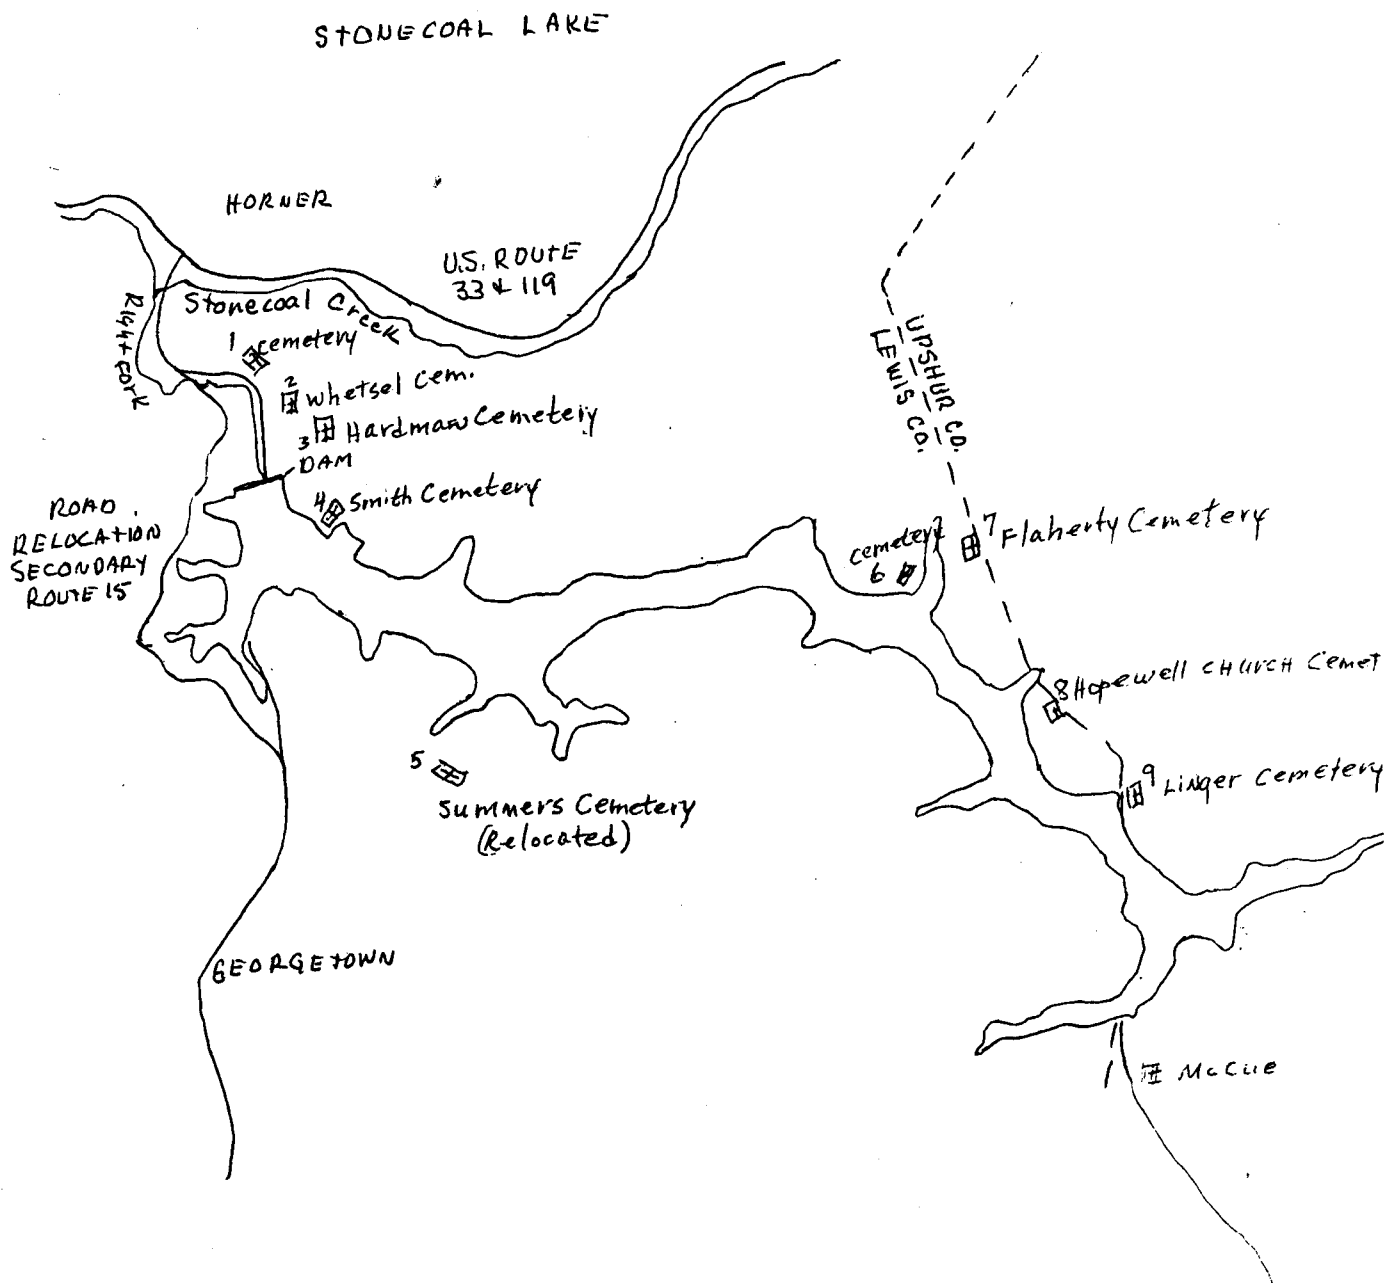 STONECOAL LAKE
HORNER
U.S. ROUTE
33 & 119
Stonecoal Creek
RIGHT FORK
1 cemetery
2 Whetsel Cem.
3 Hardman Cemetery
DAM
4 Smith Cemetery
ROAD
RELOCATION
SECONDARY
ROUTE 15
UPSHUR CO.
LEWIS CO.
cemetery
6
7 Flaherty Cemetery
8 Hopewell CHURCH Cemet
9 Linger Cemetery
5
Summers Cemetery
(Relocated)
GEORGETOWN
McCue